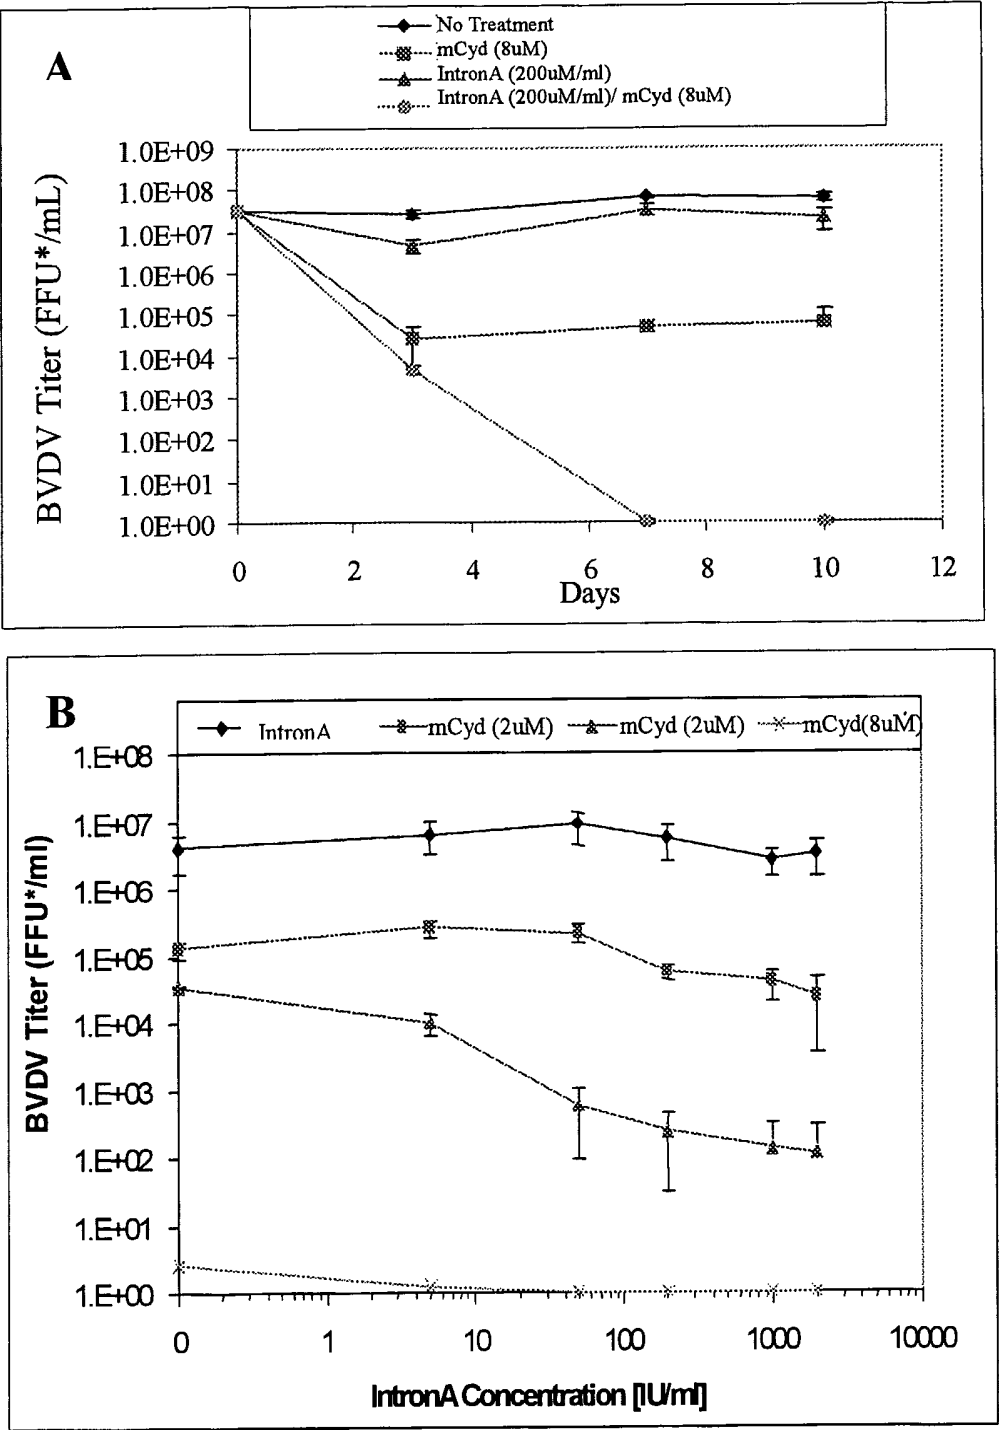 A
No Treatment
mCyd (8uM)
IntronA (200uM/ml)
IntronA (200uM/ml)/ mCyd (8uM)
BVDV Titer (FFU*/mL)
1.0E+09
1.0E+08
1.0E+07
1.0E+06
1.0E+05
1.0E+04
1.0E+03
1.0E+02
1.0E+01
1.0E+00
0 2 4 6 8 10 12
Days
B
IntronA mCyd (2uM) mCyd (2uM) mCyd(8uM)
BVDV Titer (FFU*/ml)
1.E+08
1.E+07
1.E+06
1.E+05
1.E+04
1.E+03
1.E+02
1.E+01
1.E+00
0 1 10 100 1000 10000
IntronA Concentration [IU/ml]